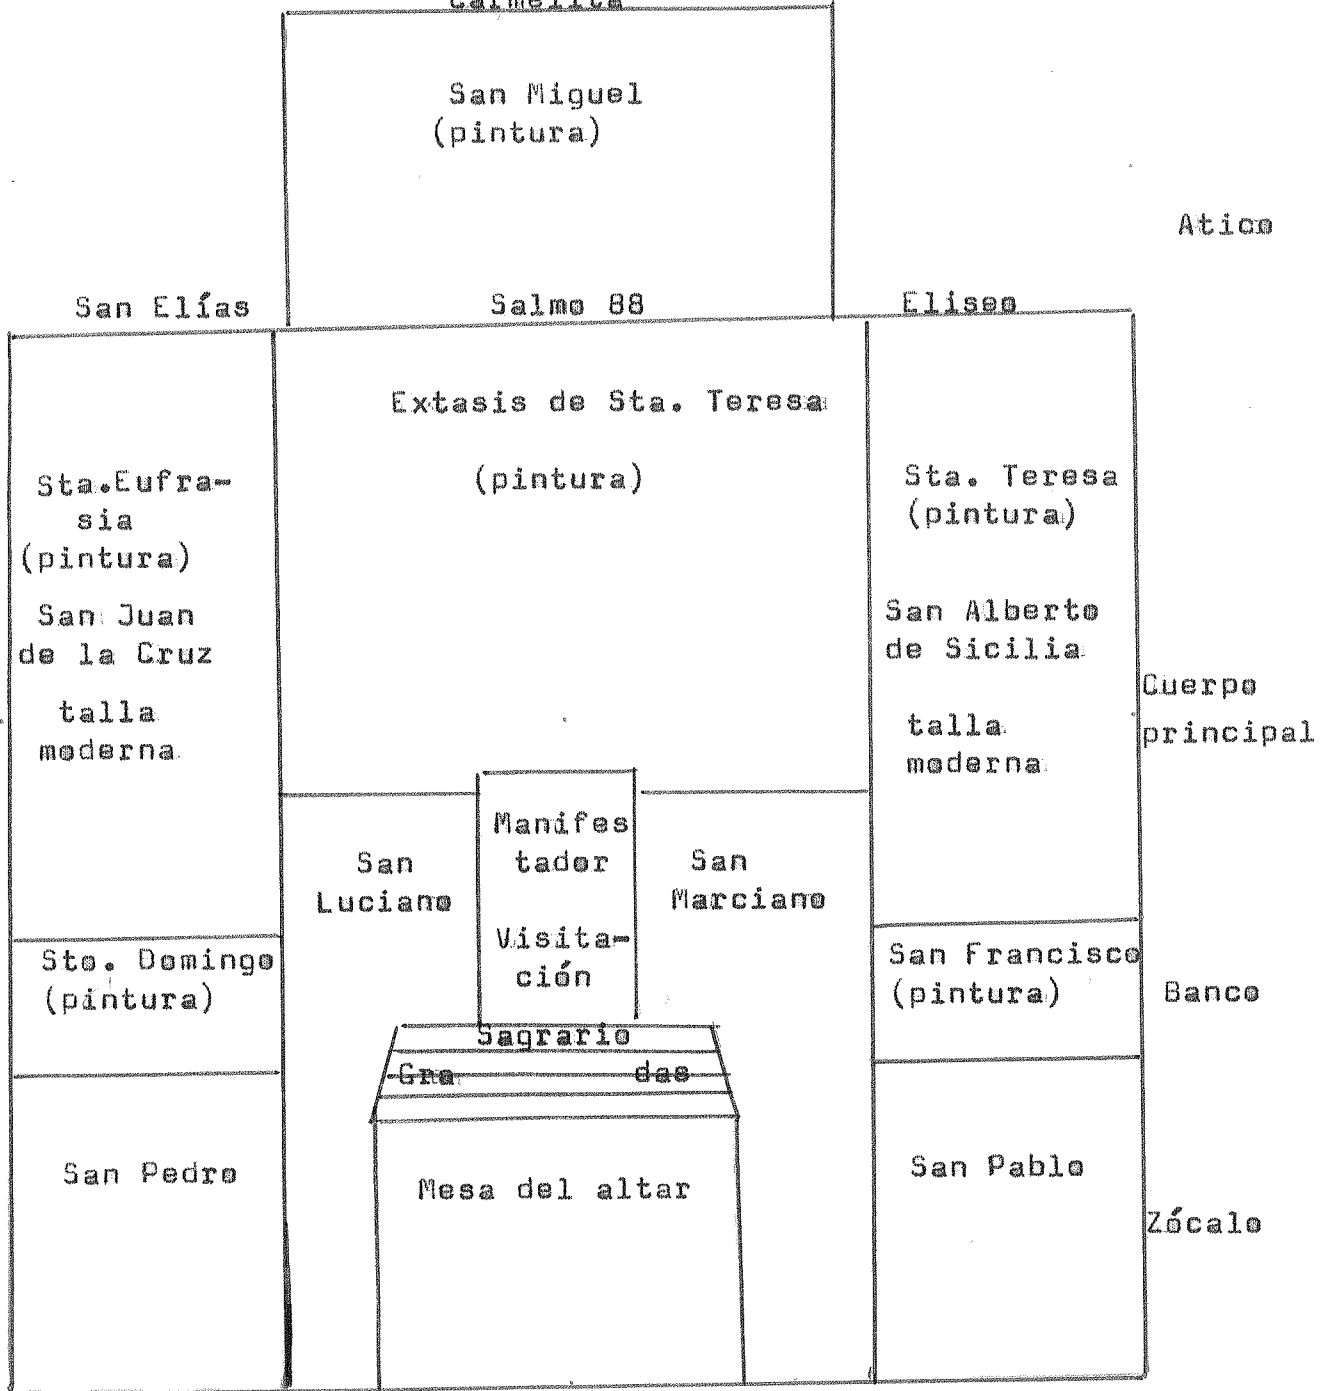 Carmelita
San Miguel
(pintura)
Atico
San Elías
Salmo 88
Eliseo
Extasis de Sta. Teresa
(pintura)
Sta.Eufra-
sia
(pintura)
San Juan
de la Cruz
talla
moderna
Sta. Teresa
(pintura)
San Alberto
de Sicilia
talla
moderna
Cuerpo
principal
San
Luciano
Manifes
tador
Visita-
ción
San
Marciano
Sto. Domingo
(pintura)
San Francisco
(pintura)
Banco
Sagrario
Gra das
San Pedro
Mesa del altar
San Pablo
Zócalo